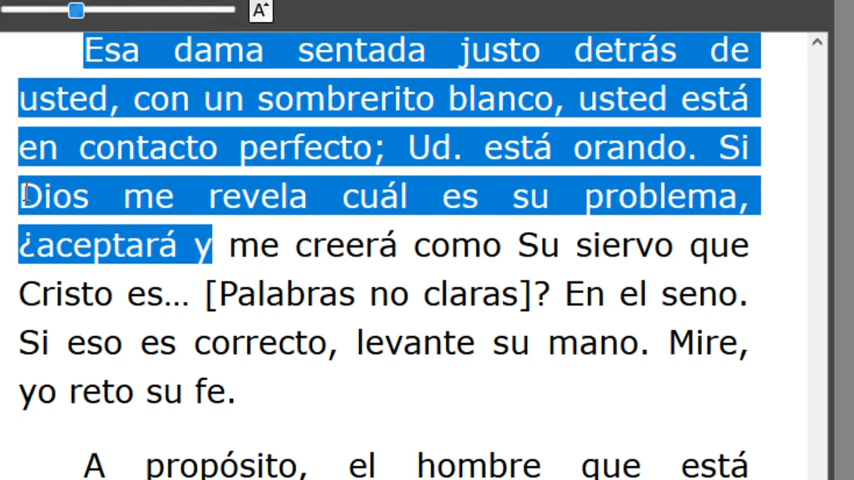 A
Esa dama sentada justo detrás de
usted, con un sombrerito blanco, usted está
en contacto perfecto; Ud. está orando. Si
Dios me revela cuál es su problema,
¿aceptará y me creerá como Su siervo que
Cristo es... [Palabras no claras]? En el seno.
Si eso es correcto, levante su mano. Mire,
yo reto su fe.
A propósito, el hombre que está